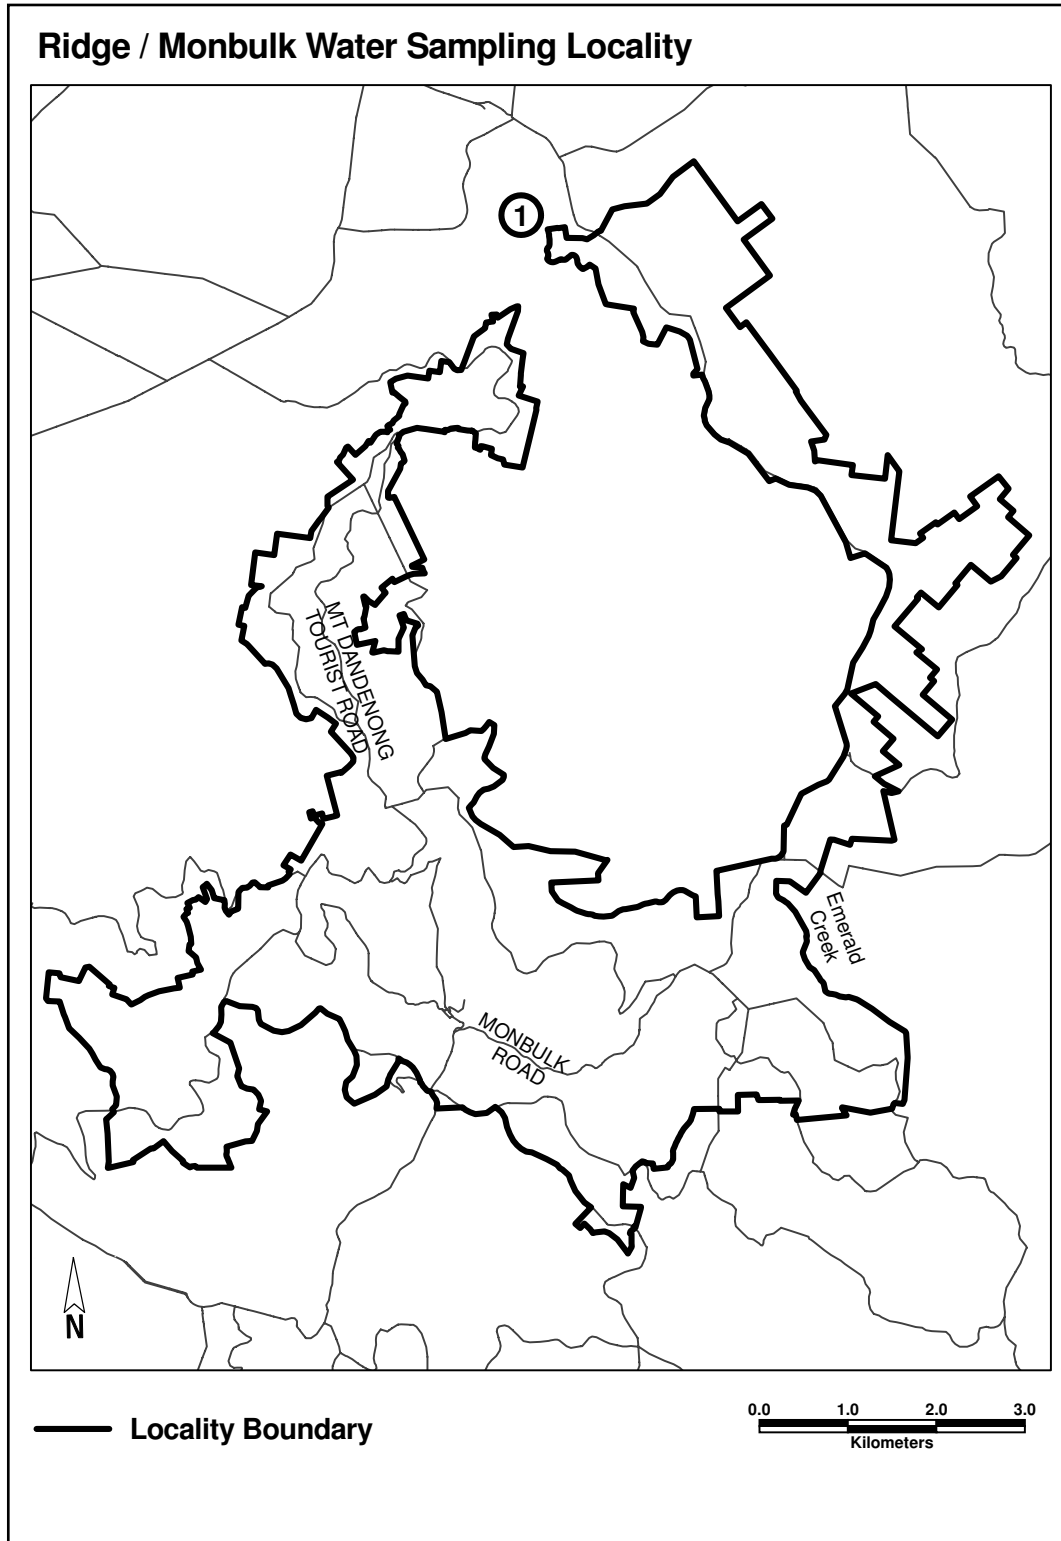 Ridge / Monbulk Water Sampling Locality
1
MT DANDENONG
TOURIST ROAD
Emerald
Creek
MONBULK
ROAD
N
Locality Boundary
0.0 1.0 2.0 3.0
Kilometers